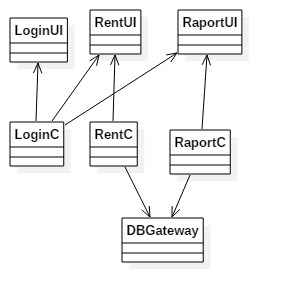 LoginUI
RentUI
RaportUI
LoginC
RentC
RaportC
DBGateway